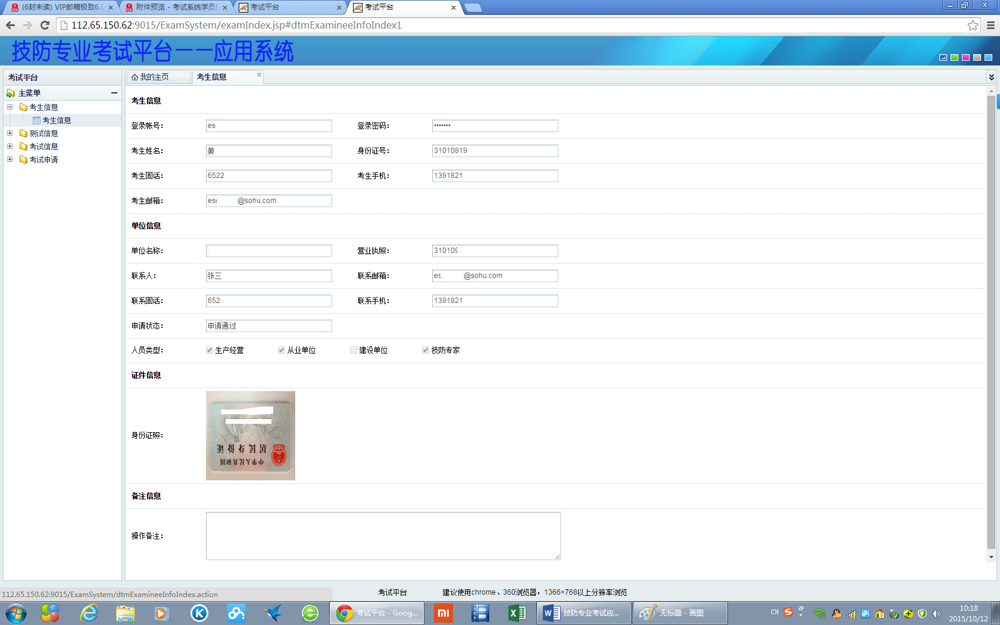 (6封未读) VIP邮箱极致6.0
附件预览 - 考试系统学员
考试平台
考试平台
112.65.150.62:9015/ExamSystem/examIndex.jsp#dtmExamineeInfoIndex1
技防专业考试平台一一应用系统
考试平台
我的主页
考生信息
主菜单
考生信息
考生信息
测试信息
考试信息
考试申请
考生信息
登录帐号: es
登录密码: •••••••
考生姓名: 姜
身份证号: 31010819
考生固话: 6522
考生手机: 1391821
考生邮箱: es @sohu.com
单位信息
单位名称:
营业执照: 310109
联系人: 张三
联系邮箱: es @sohu.com
联系固话: 652
联系手机: 1391821
申请状态: 申请通过
人员类型: 生产经营 从业单位 建设单位 技防专家
证件信息
身份证照:
居民身份证
中华人民共和国
备注信息
操作备注:
112.65.150.62:9015/ExamSystem/dtmExamineeInfoIndex.action
考试平台 建议使用chrome、360浏览器，1366×768以上分辨率浏览
考试平台 - Goog...
技防专业考试应...
无标题 - 画图
CH
10:18
2015/10/12